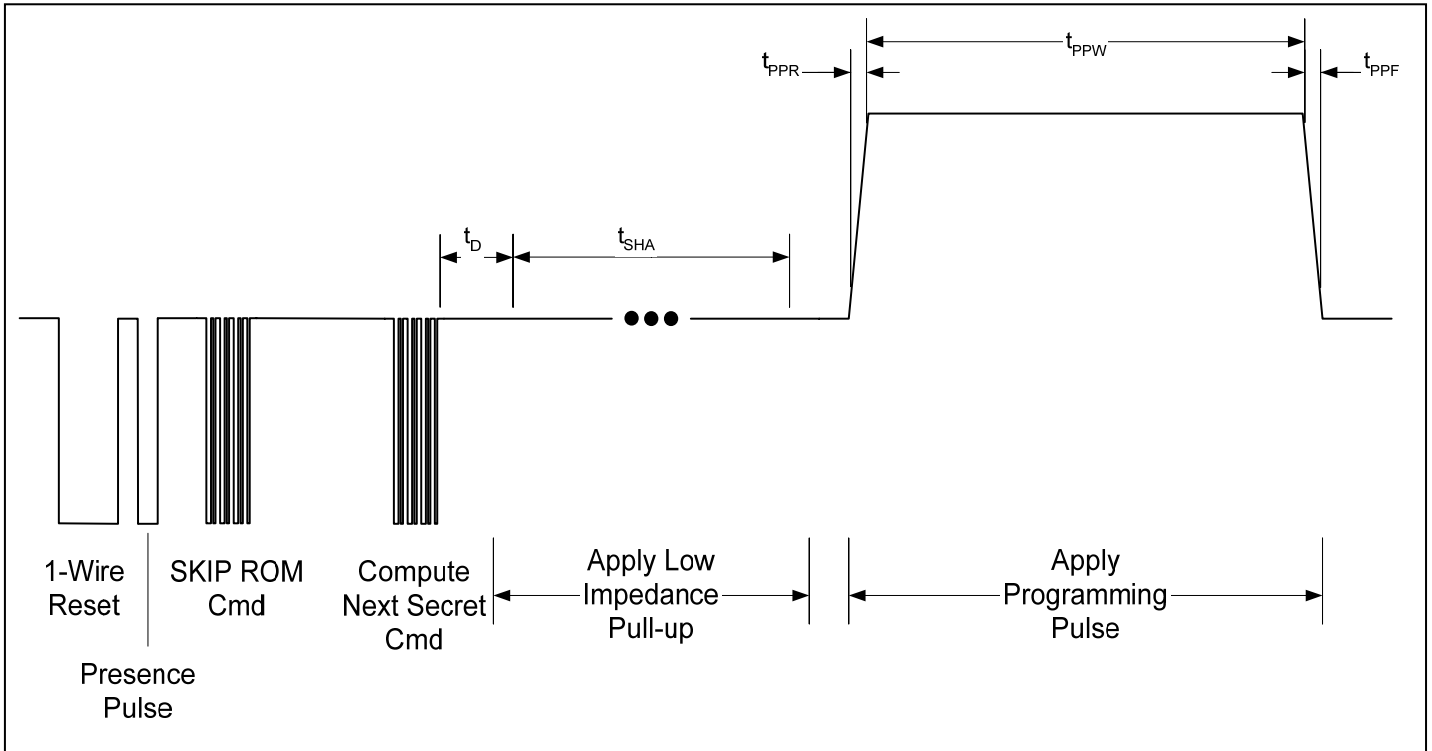 tPPW
tPPR
tPPF
tD
tSHA
1-Wire
Reset
SKIP ROM
Cmd
Compute
Next Secret
Cmd
Apply Low
Impedance
Pull-up
Apply
Programming
Pulse
Presence
Pulse